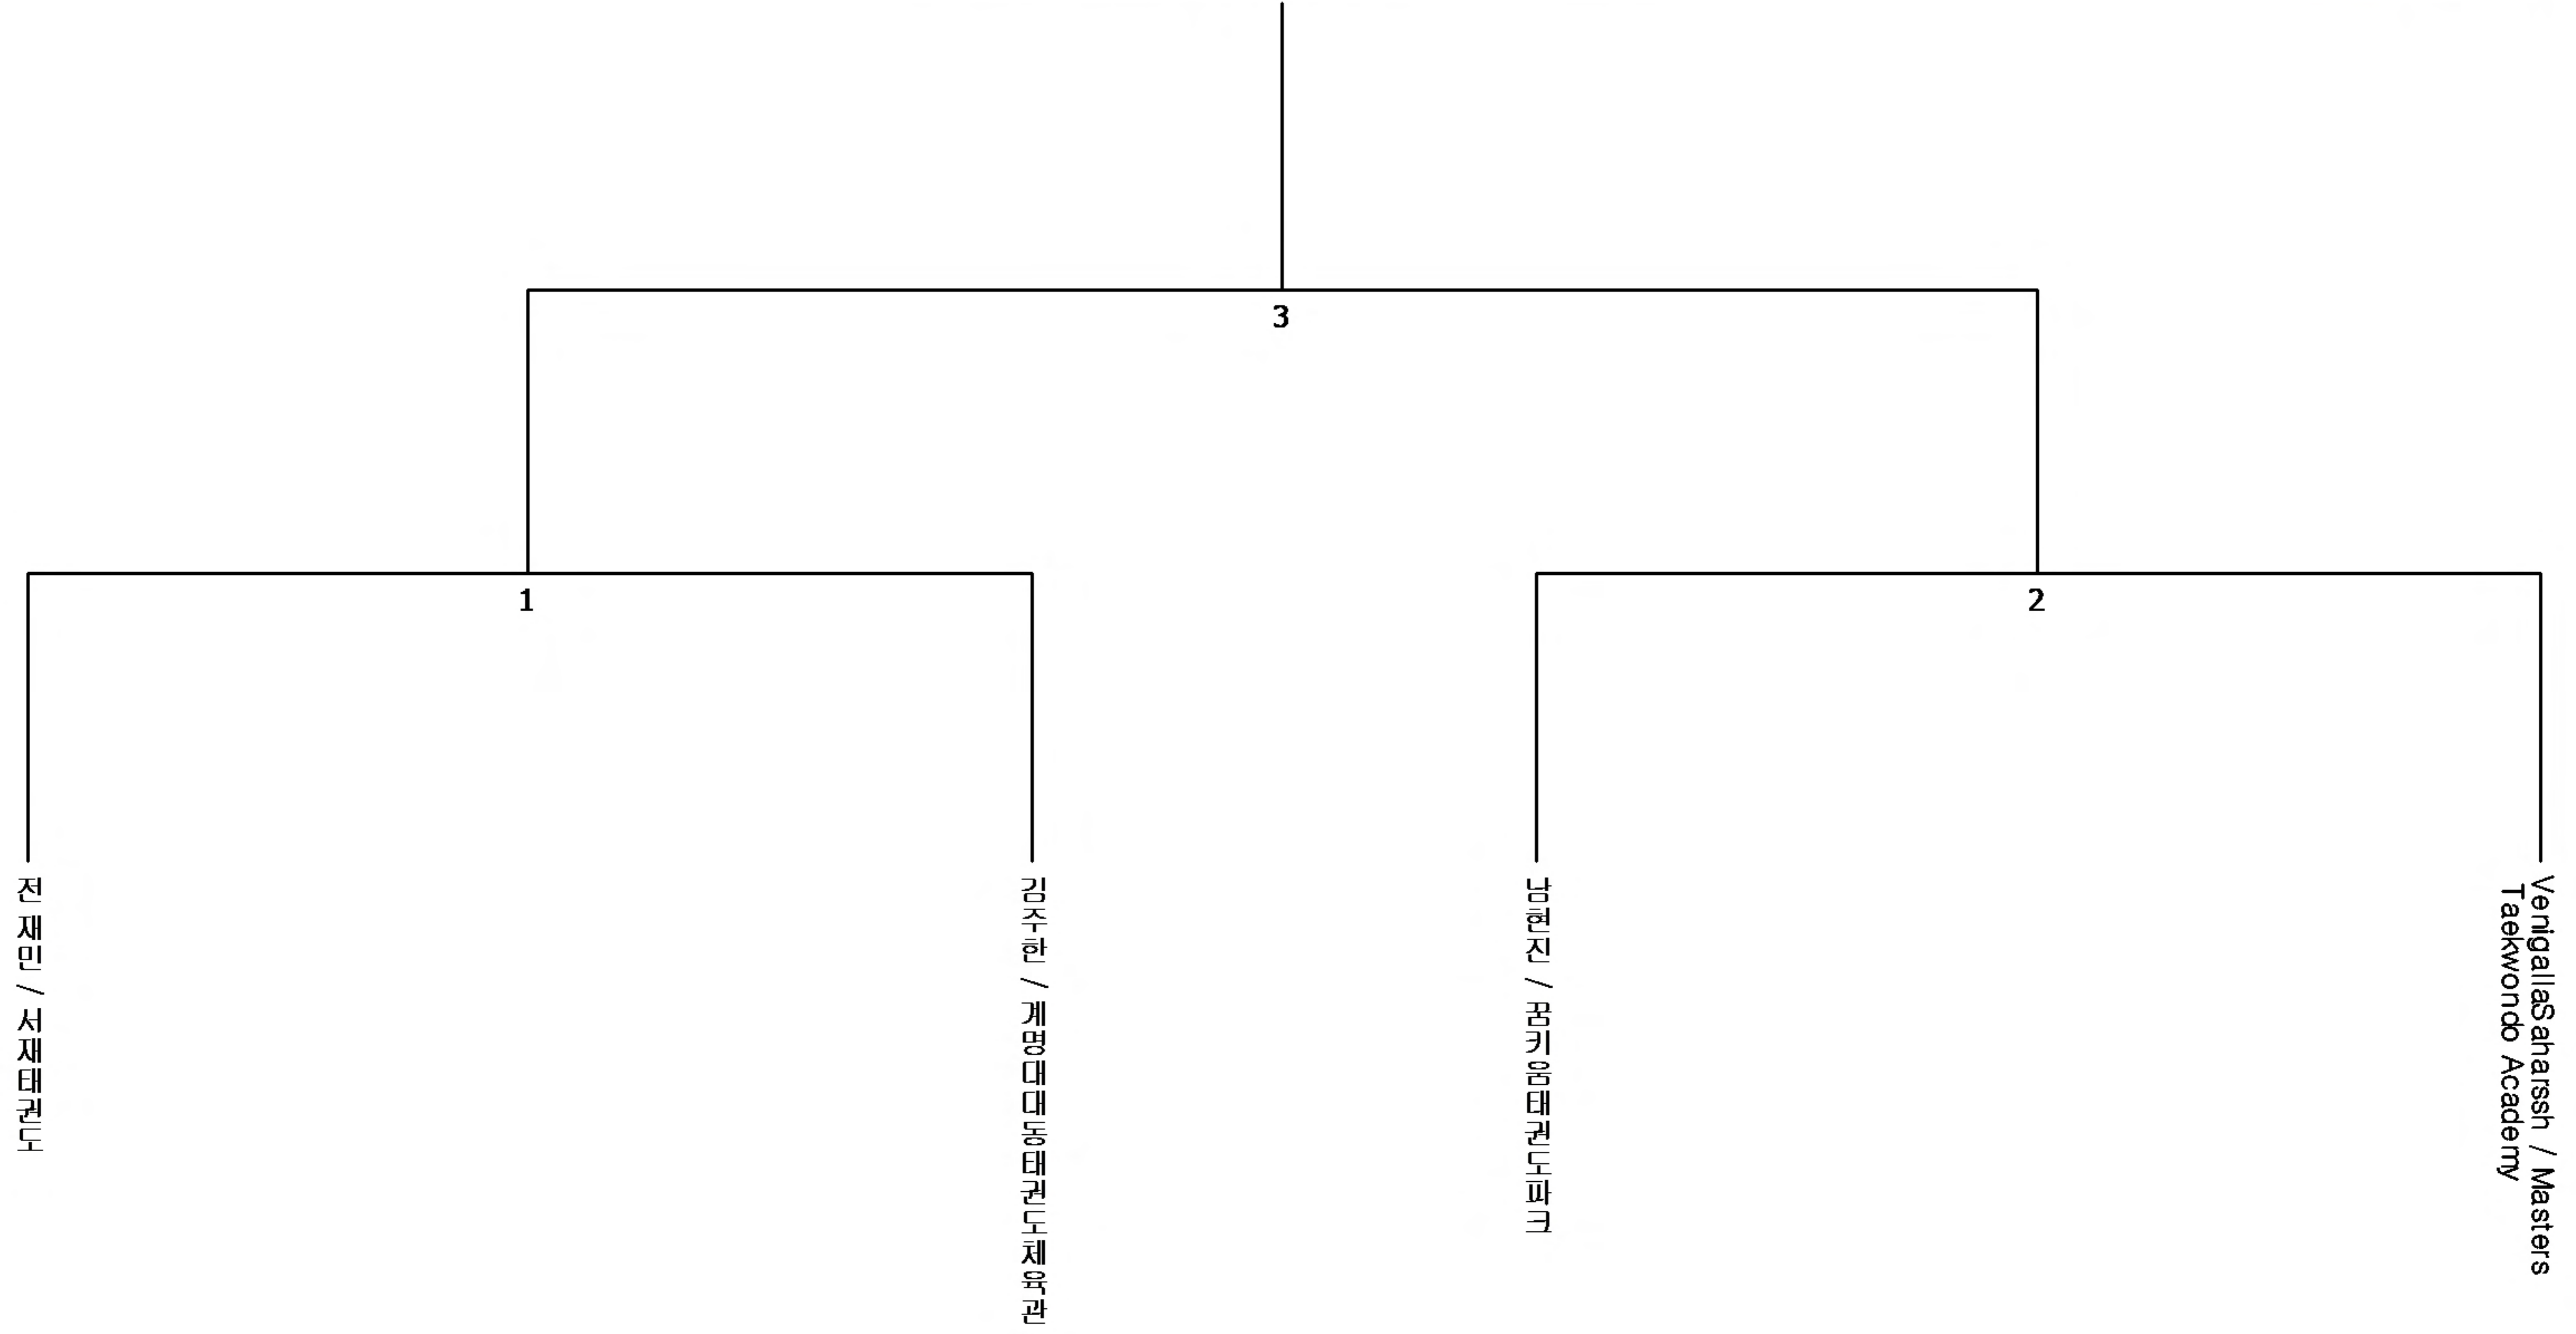 3
1
2
전 재민 / 서재태권도
김주한 / 계명대대동태권도체육관
남현진 / 꿈키움태권도파크
VenigallaSaharssh / Masters
Taekwondo Academy